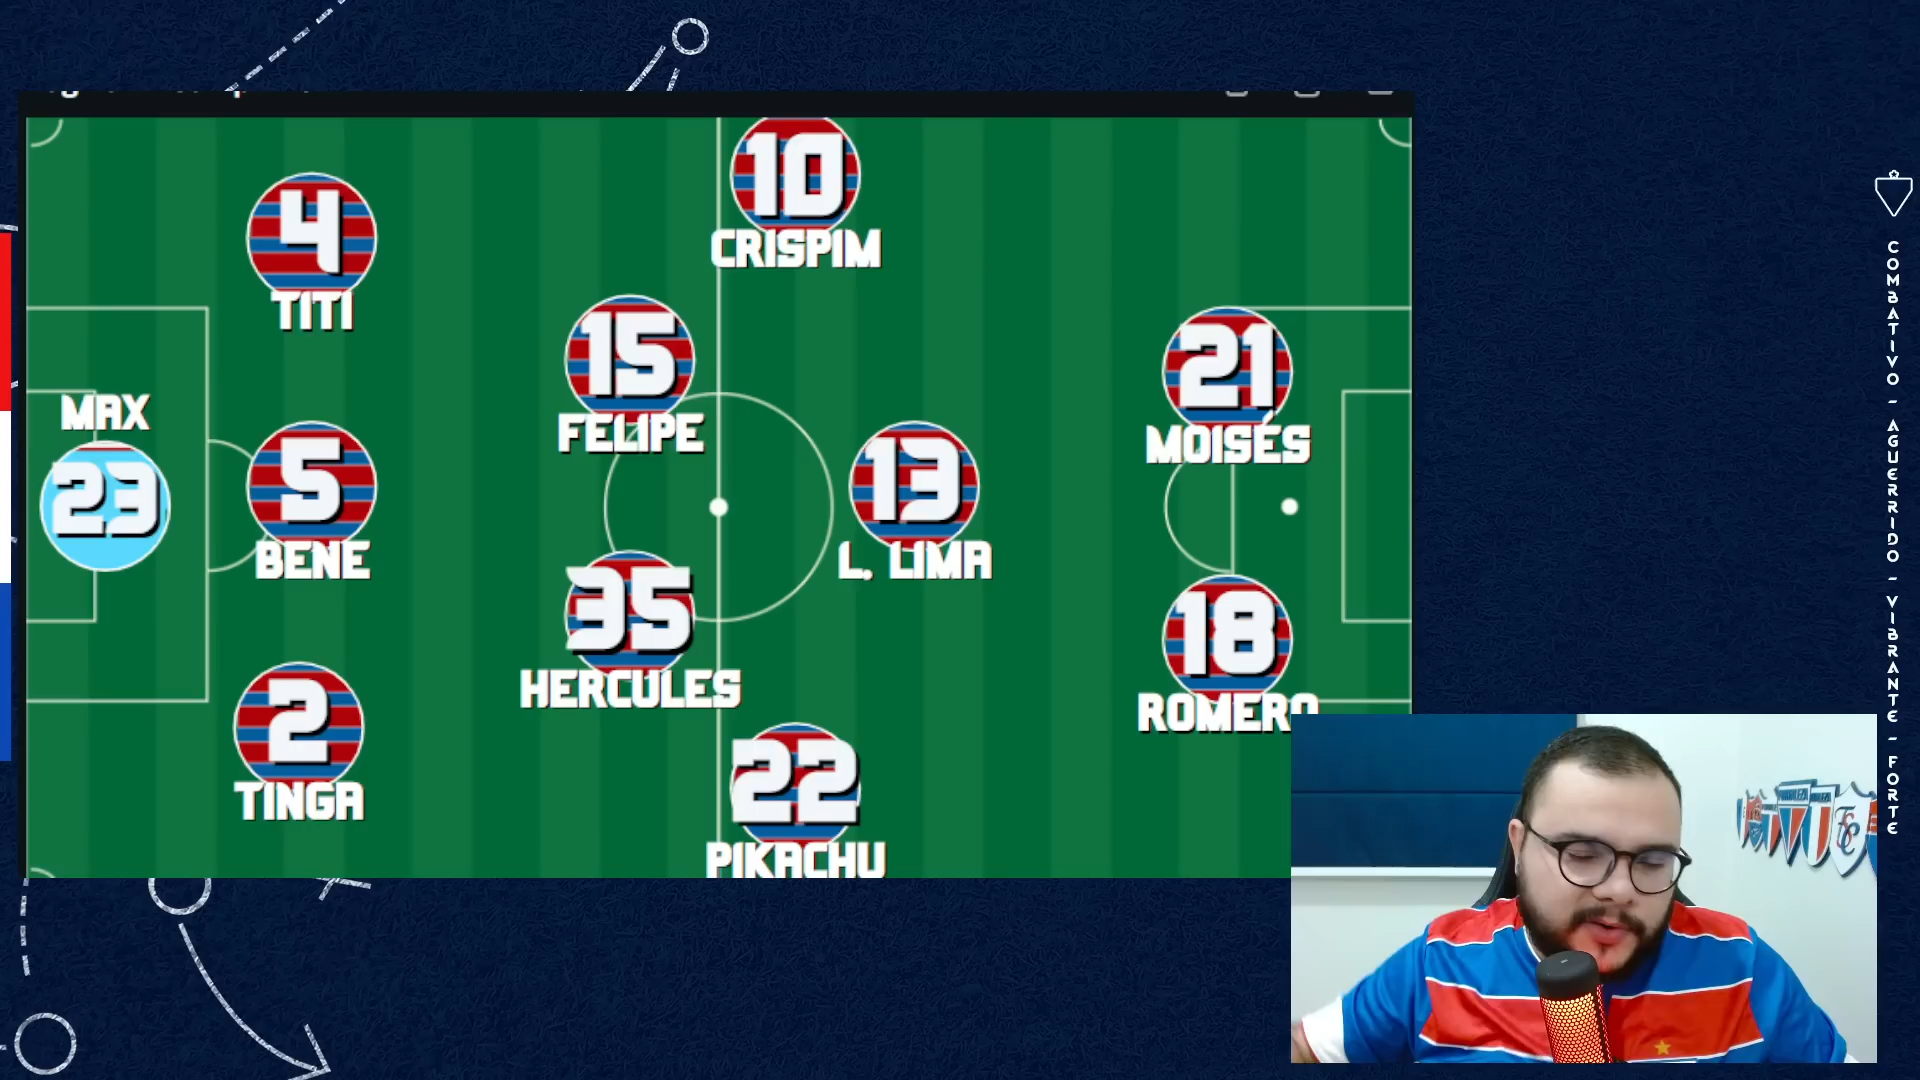 10
CRISPIM
4
TITI
15
FELIPE
21
MOISÉS
MAX
23
5
BENE
13
L. LIMA
35
HERCULES
18
ROMERO
2
TINGA
22
PIKACHU
COMBATIVO - AGUERRIDO - VIBRANTE - FORTE